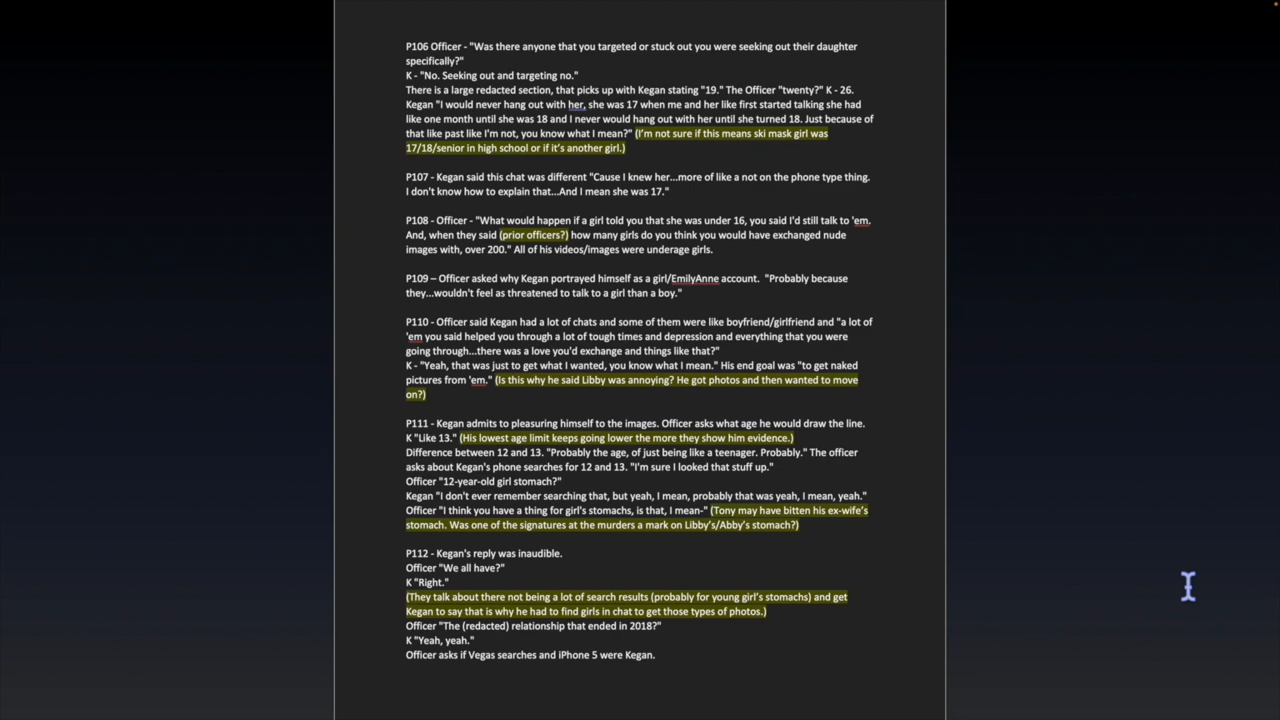 P106 Officer - "Was there anyone that you targeted or stuck out you were seeking out their daughter
specifically?"
K - "No. Seeking out and targeting no."
There is a large redacted section, that picks up with Kegan stating "19." The Officer "twenty?" K - 26.
Kegan "I would never hang out with her, she was 17 when me and her like first started talking she had
like one month until she was 18 and I never would hang out with her until she turned 18. Just because of
that like past like I'm not, you know what I mean?" (I'm not sure if this means ski mask girl was
17/18/senior in high school or if it's another girl.)
P107 - Kegan said this chat was different "Cause I knew her...more of like a not on the phone type thing.
I don't know how to explain that...And I mean she was 17."
P108 - Officer - "What would happen if a girl told you that she was under 16, you said I'd still talk to 'em.
And, when they said (prior officers?) how many girls do you think you would have exchanged nude
images with, over 200." All of his videos/images were underage girls.
P109 – Officer asked why Kegan portrayed himself as a girl/EmilyAnne account. "Probably because
they...wouldn't feel as threatened to talk to a girl than a boy."
P110 - Officer said Kegan had a lot of chats and some of them were like boyfriend/girlfriend and "a lot of
'em you said helped you through a lot of tough times and depression and everything that you were
going through...there was a love you'd exchange and things like that?"
K - "Yeah, that was just to get what I wanted, you know what I mean." His end goal was "to get naked
pictures from 'em." (Is this why he said Libby was annoying? He got photos and then wanted to move
on?)
P111 - Kegan admits to pleasuring himself to the images. Officer asks what age he would draw the line.
K "Like 13." (His lowest age limit keeps going lower the more they show him evidence.)
Difference between 12 and 13. "Probably the age, of just being like a teenager. Probably." The officer
asks about Kegan's phone searches for 12 and 13. "I'm sure I looked that stuff up."
Officer "12-year-old girl stomach?"
Kegan "I don't ever remember searching that, but yeah, I mean, probably that was yeah, I mean, yeah."
Officer "I think you have a thing for girl's stomachs, is that, I mean-" (Tony may have bitten his ex-wife's
stomach. Was one of the signatures at the murders a mark on Libby's/Abby's stomach?)
P112 - Kegan's reply was inaudible.
Officer "We all have?"
K "Right."
(They talk about there not being a lot of search results (probably for young girl's stomachs) and get
Kegan to say that is why he had to find girls in chat to get those types of photos.)
Officer "The (redacted) relationship that ended in 2018?"
K "Yeah, yeah."
Officer asks if Vegas searches and iPhone 5 were Kegan.